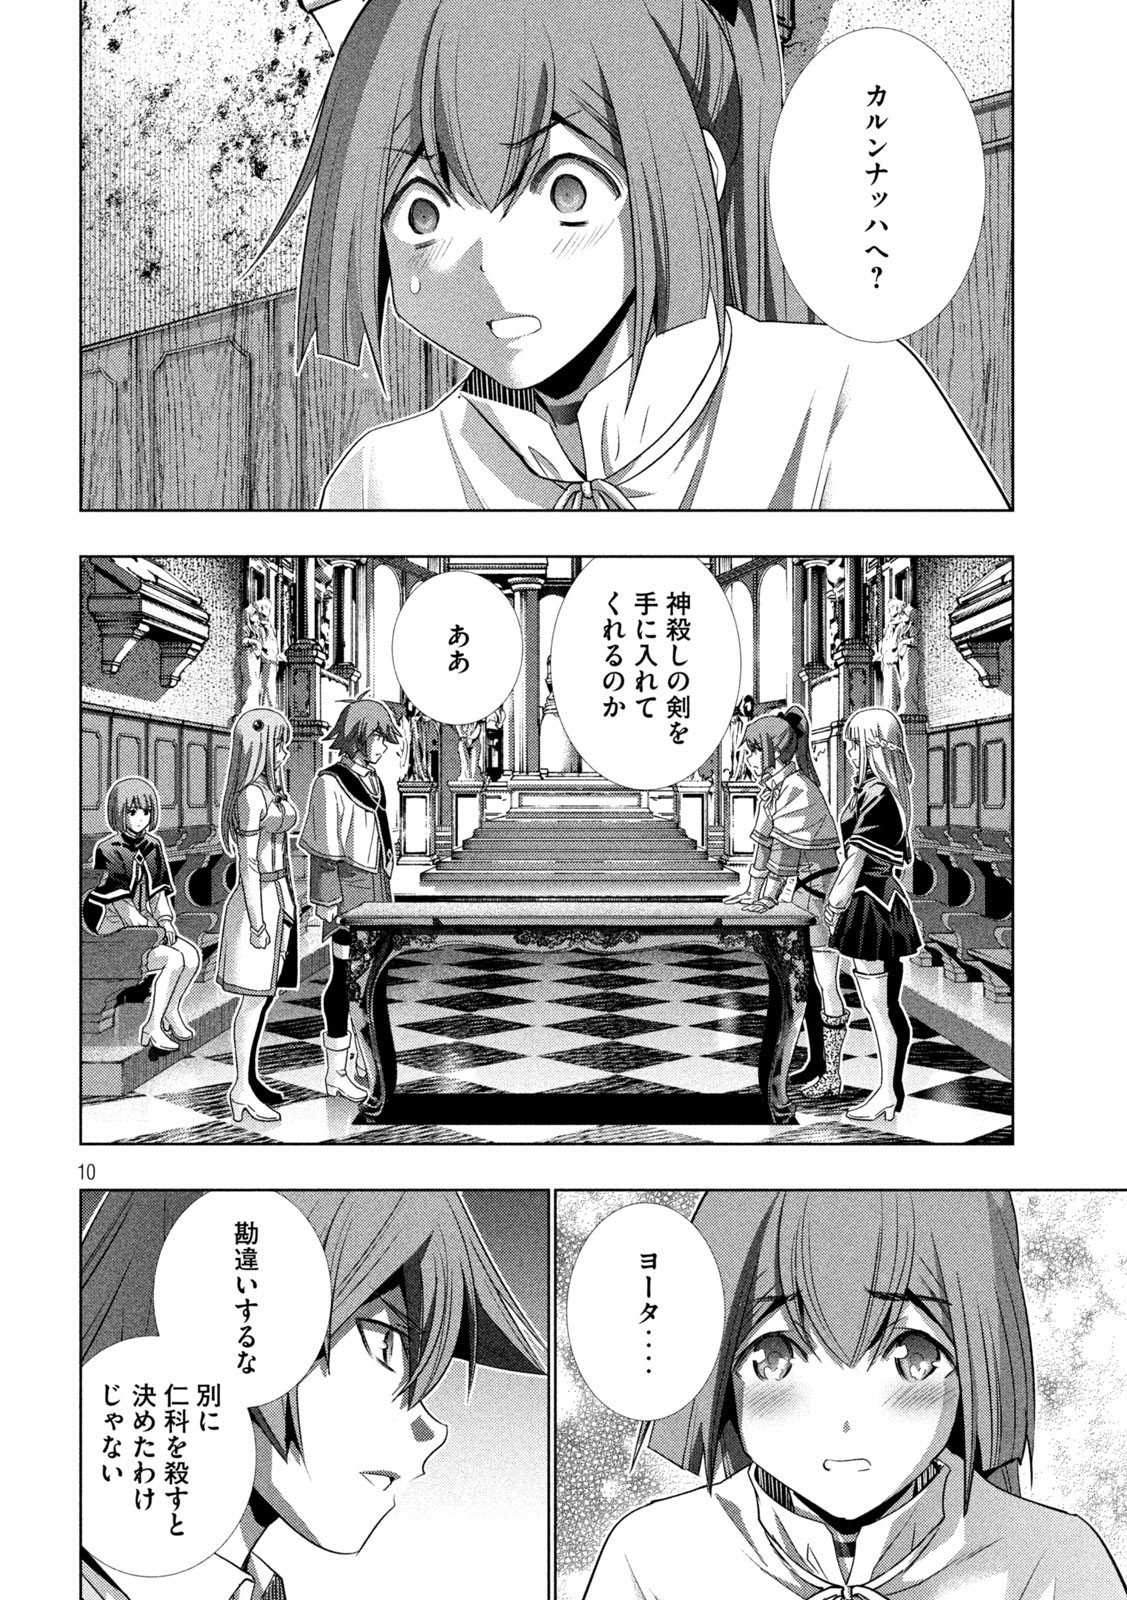 カルンナッハへ？
神殺しの剣を
手に入れて
くれるのか
ああ
10
ヨータ‥‥
勘違いするな
別に
仁科を殺すと
決めたわけ
じゃない